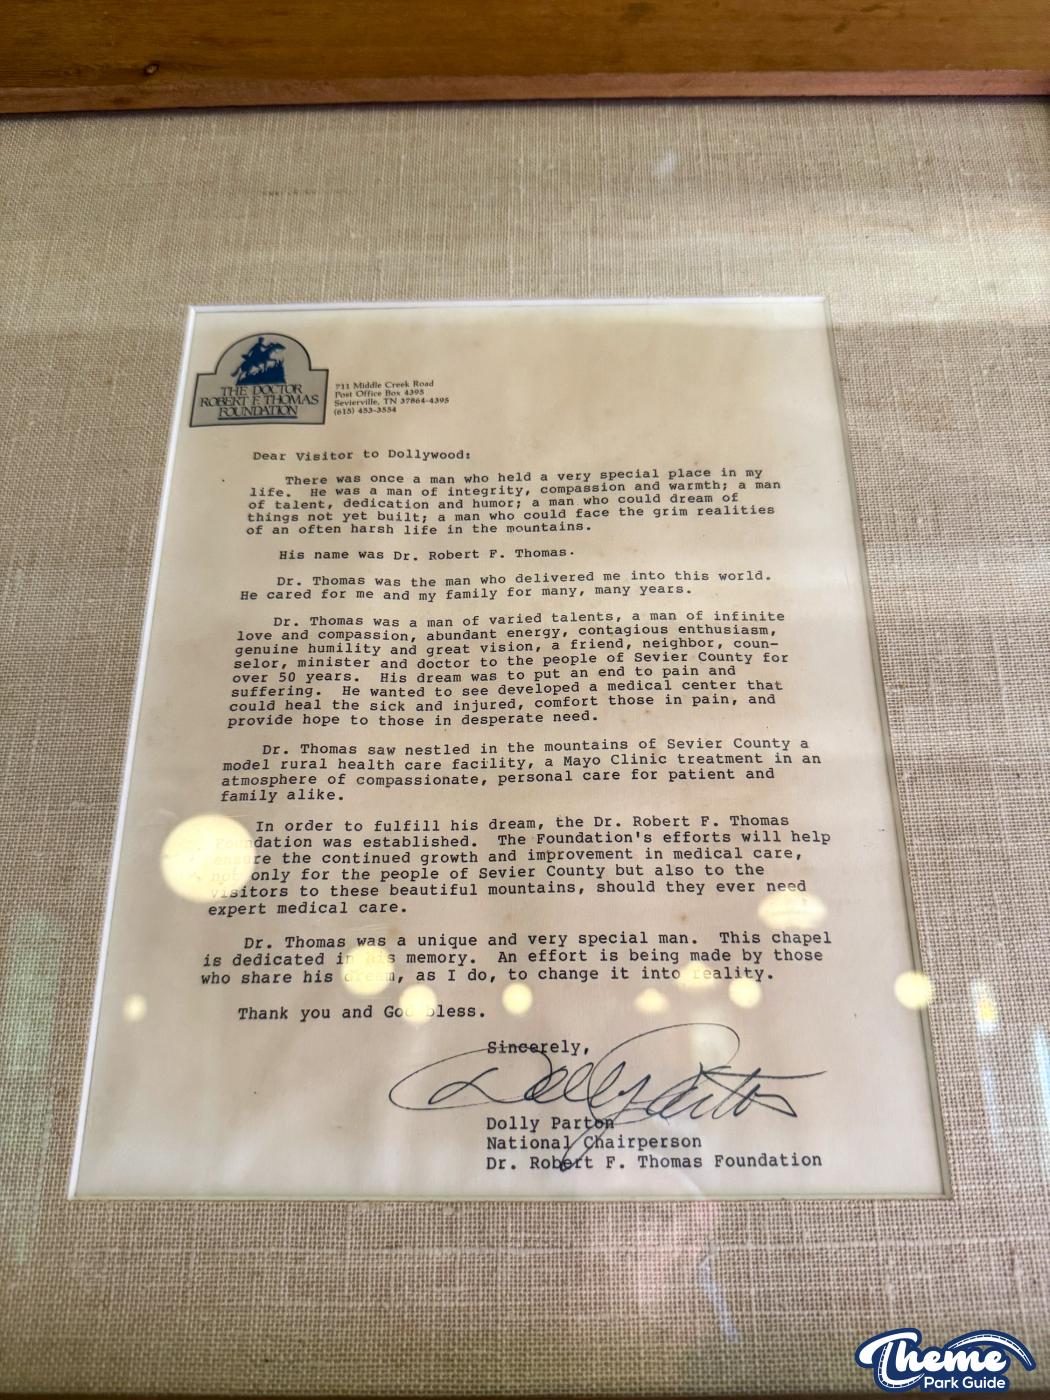 THE DOCTOR
ROBERT F. THOMAS
FOUNDATION
711 Middle Creek Road
Post Office Box 4395
Sevierville, TN 37864-4395
(615) 453-3554
Dear Visitor to Dollywood:
There was once a man who held a very special place in my
life. He was a man of integrity, compassion and warmth; a man
of talent, dedication and humor; a man who could dream of
things not yet built; a man who could face the grim realities
of an often harsh life in the mountains.
His name was Dr. Robert F. Thomas.
Dr. Thomas was the man who delivered me into this world.
He cared for me and my family for many, many years.
Dr. Thomas was a man of varied talents, a man of infinite
love and compassion, abundant energy, contagious enthusiasm,
genuine humility and great vision, a friend, neighbor, coun-
selor, minister and doctor to the people of Sevier County for
over 50 years. His dream was to put an end to pain and
suffering. He wanted to see developed a medical center that
could heal the sick and injured, comfort those in pain, and
provide hope to those in desperate need.
Dr. Thomas saw nestled in the mountains of Sevier County a
model rural health care facility, a Mayo Clinic treatment in an
atmosphere of compassionate, personal care for patient and
family alike.
In order to fulfill his dream, the Dr. Robert F. Thomas
Foundation was established. The Foundation's efforts will help
ensure the continued growth and improvement in medical care,
not only for the people of Sevier County but also to the
visitors to these beautiful mountains, should they ever need
expert medical care.
Dr. Thomas was a unique and very special man. This chapel
is dedicated in his memory. An effort is being made by those
who share his dream, as I do, to change it into reality.
Thank you and God bless.
Sincerely,
Dolly Parton
Dolly Parton
National Chairperson
Dr. Robert F. Thomas Foundation
Theme
Park Guide